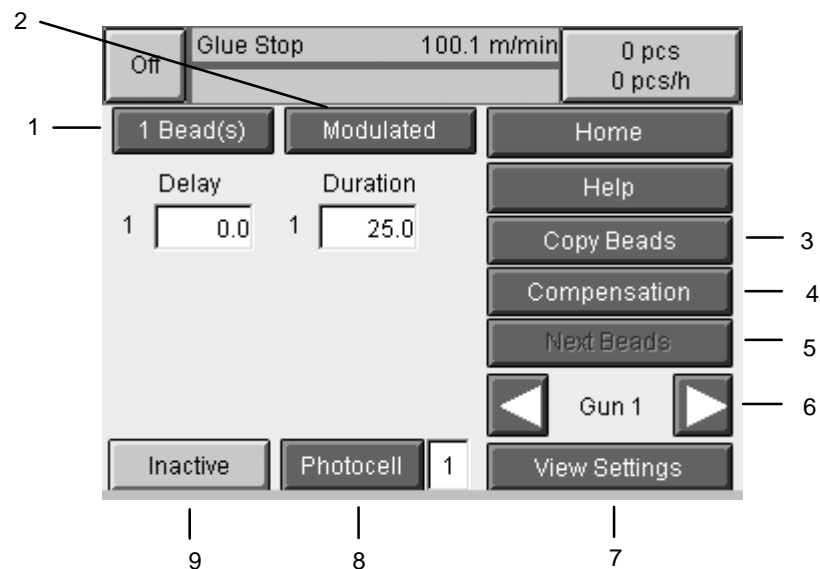 2
Off
Glue Stop 100.1 m/min
0 pcs
0 pcs/h
1
1 Bead(s) Modulated Home
Delay Duration Help
1 0.0 1 25.0
Copy Beads 3
Compensation 4
Next Beads 5
Gun 1 6
Inactive Photocell 1 View Settings
9 8 7